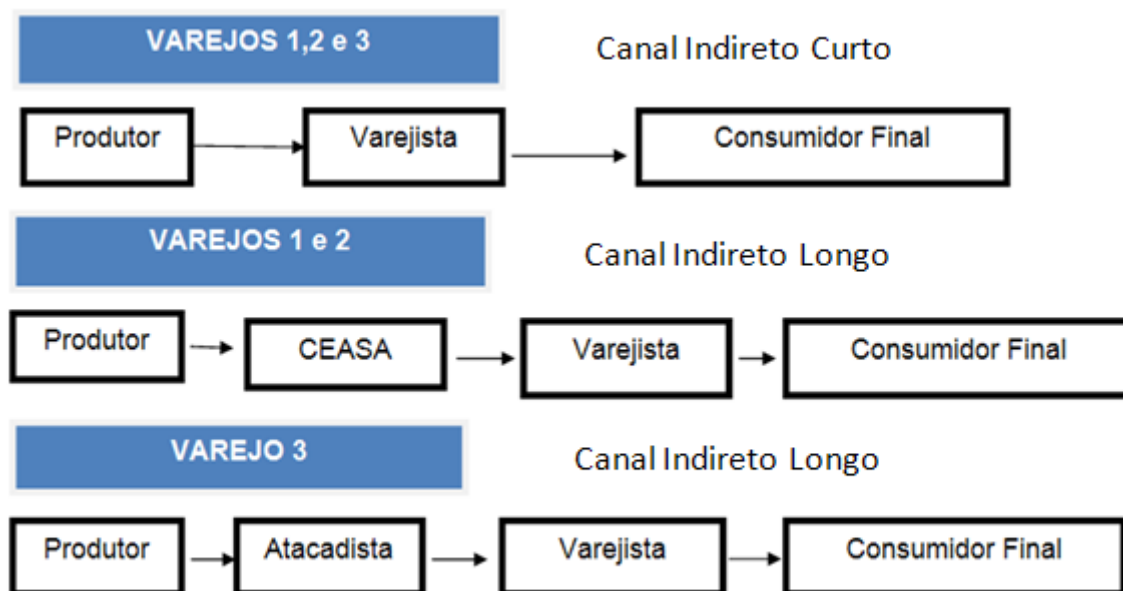 VAREJOS 1,2 e 3
Canal Indireto Curto
Produtor
Varejista
Consumidor Final
VAREJOS 1 e 2
Canal Indireto Longo
Produtor
CEASA
Varejista
Consumidor Final
VAREJO 3
Canal Indireto Longo
Produtor
Atacadista
Varejista
Consumidor Final